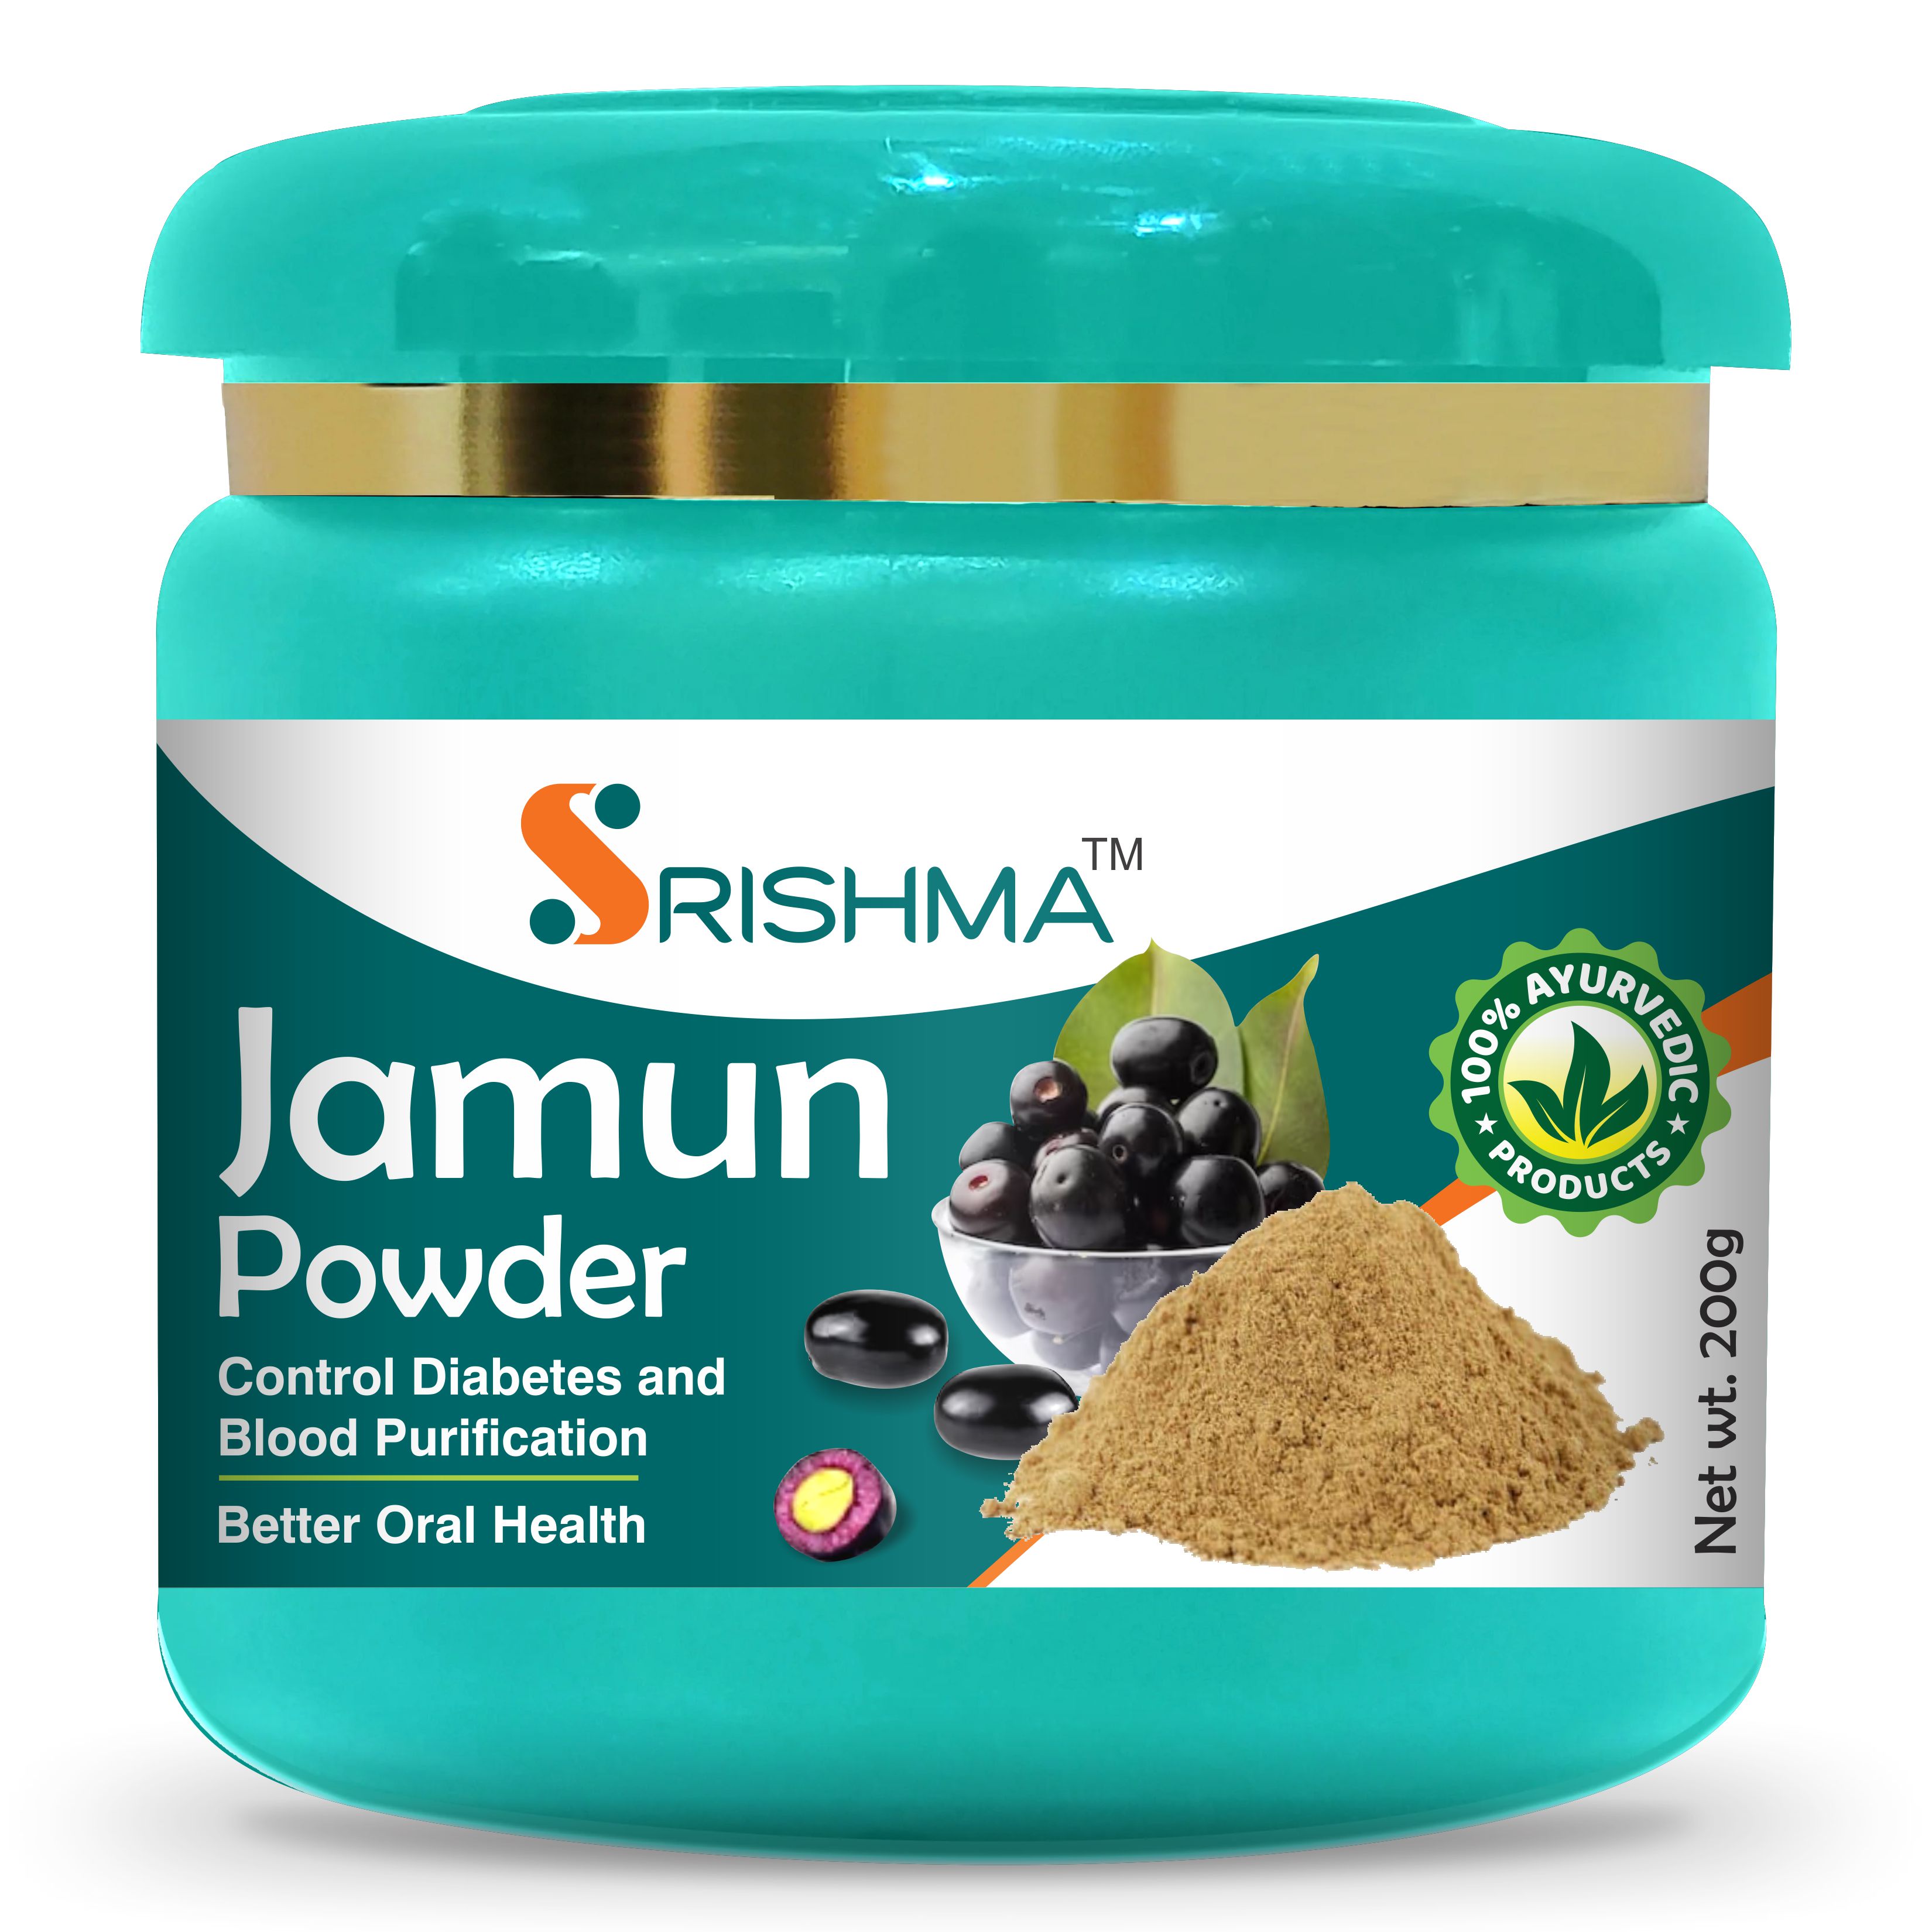 SRISHMA™
Jamun
Powder
Control Diabetes and
Blood Purification
Better Oral Health
100% AYURVEDIC
★ PRODUCTS ★
Net wt. 200g